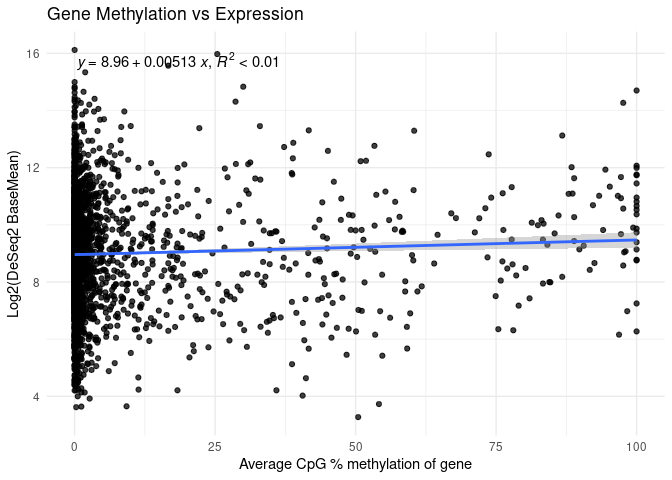 Gene Methylation vs Expression
y = 8.96 + 0.00513 x, R² < 0.01
16
12
8
4
Log2(DeSeq2 BaseMean)
0 25 50 75 100
Average CpG % methylation of gene